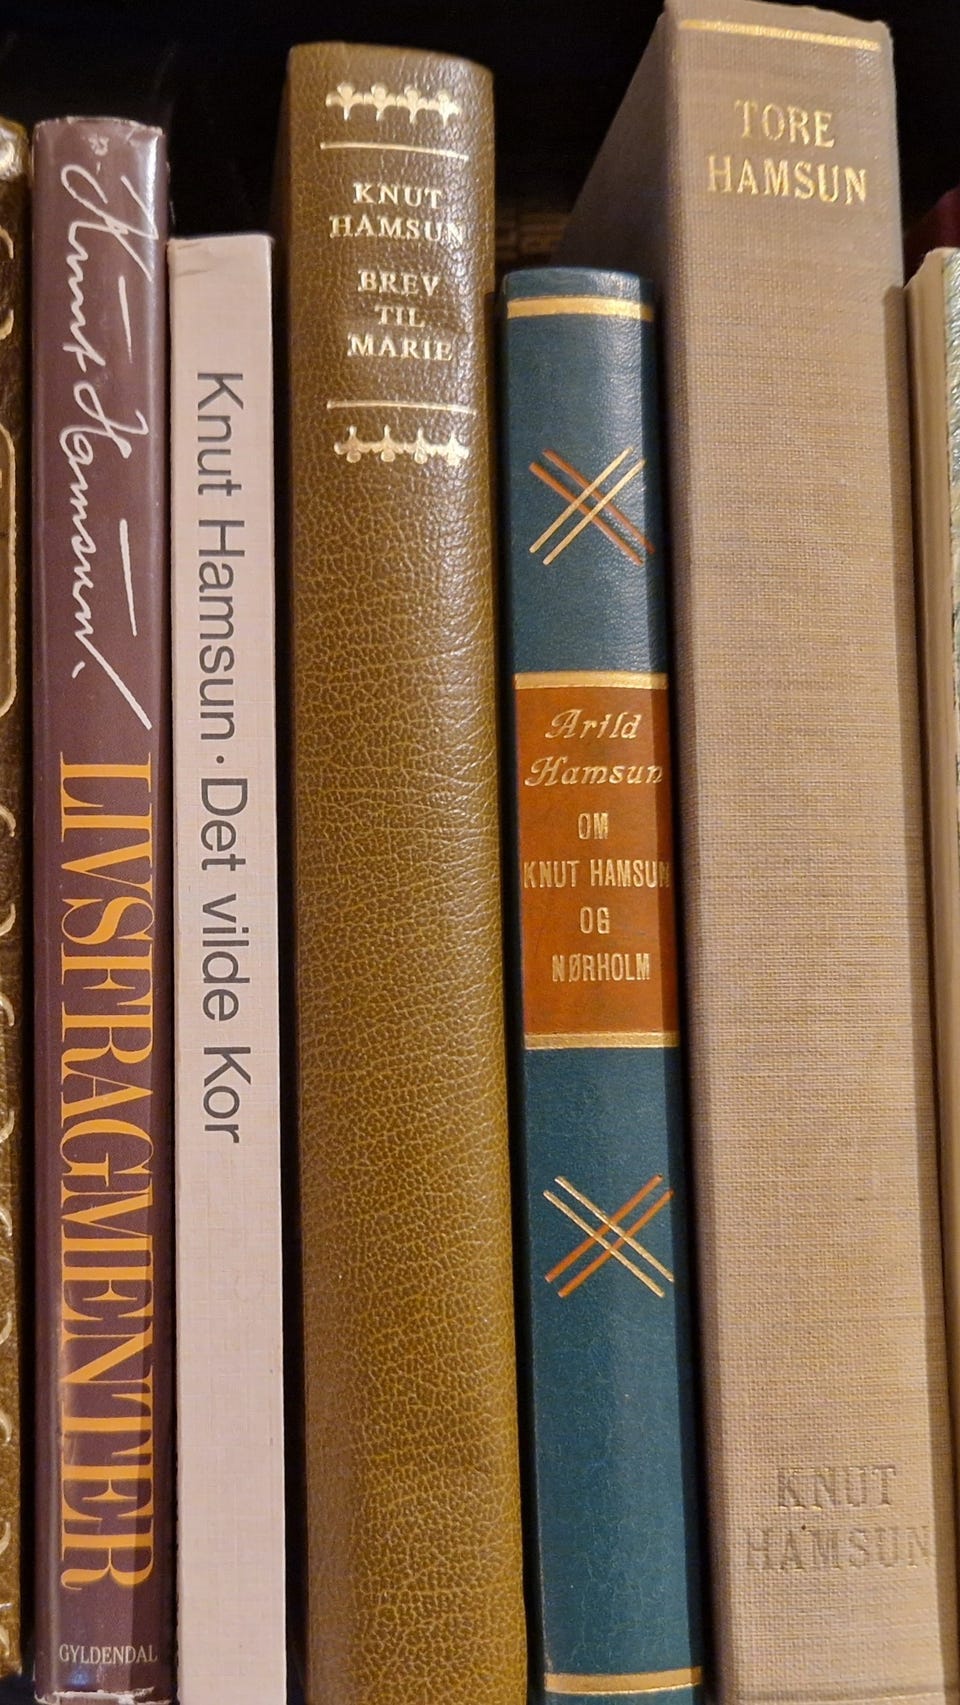 Knut Hamsun
LIVSFRAGMENTER
GYLDENDAL
Knut Hamsun · Det vilde Kor
KNUT
HAMSUN
BREV
TIL
MARIE
Arild
Hamsun
OM
KNUT HAMSUN
OG
NØRHOLM
TORE
HAMSUN
KNUT
HAMSUN